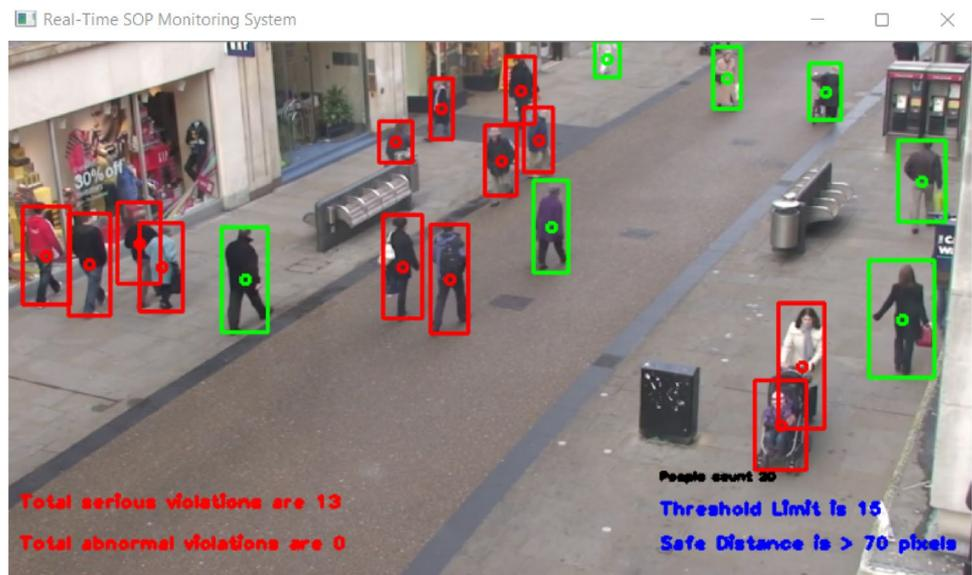 Real-Time SOP Monitoring System
30% off
People count 20
Total serious violations are 13
Threshold Limit is 15
Total abnormal violations are 0
Safe Distance is > 70 pixels